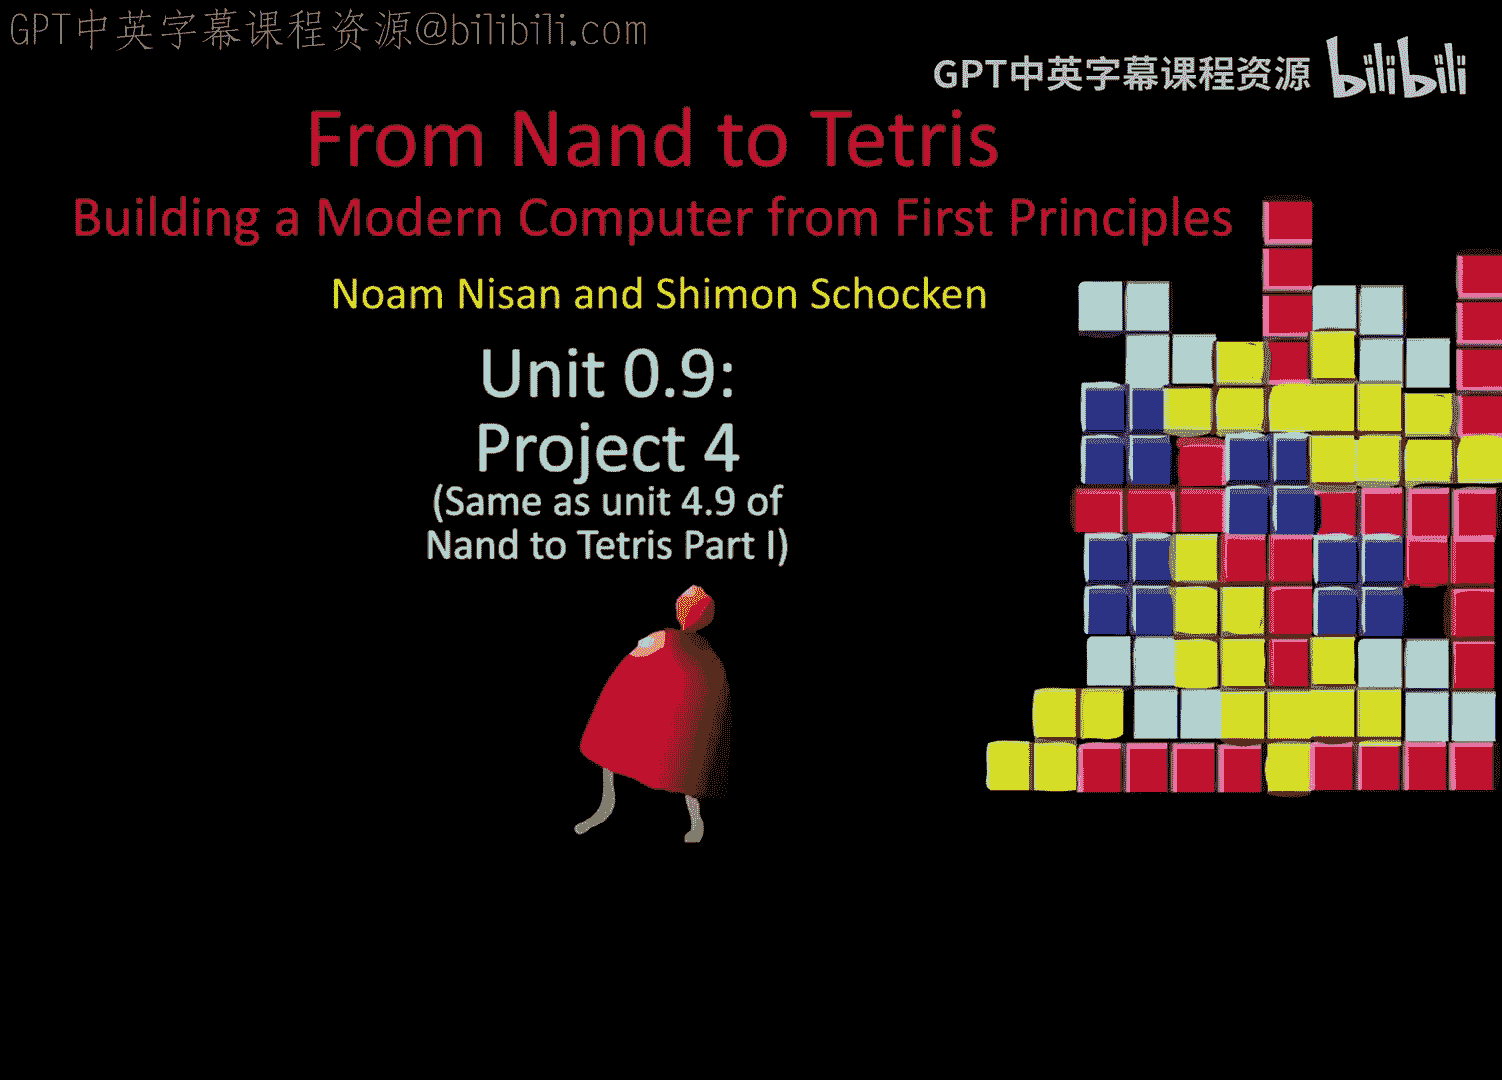 GPT中英字幕课程资源@bilibili.com
GPT中英字幕课程资源 bilibili
From Nand to Tetris
Building a Modern Computer from First Principles
Noam Nisan and Shimon Schocken
Unit 0.9:
Project 4
(Same as unit 4.9 of
Nand to Tetris Part I)